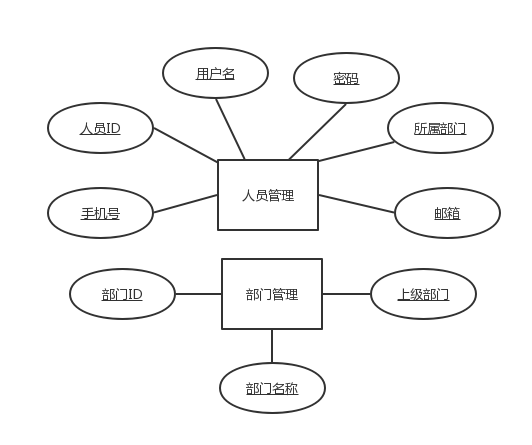 用户名
密码
人员ID
所属部门
人员管理
手机号
邮箱
部门ID
部门管理
上级部门
部门名称